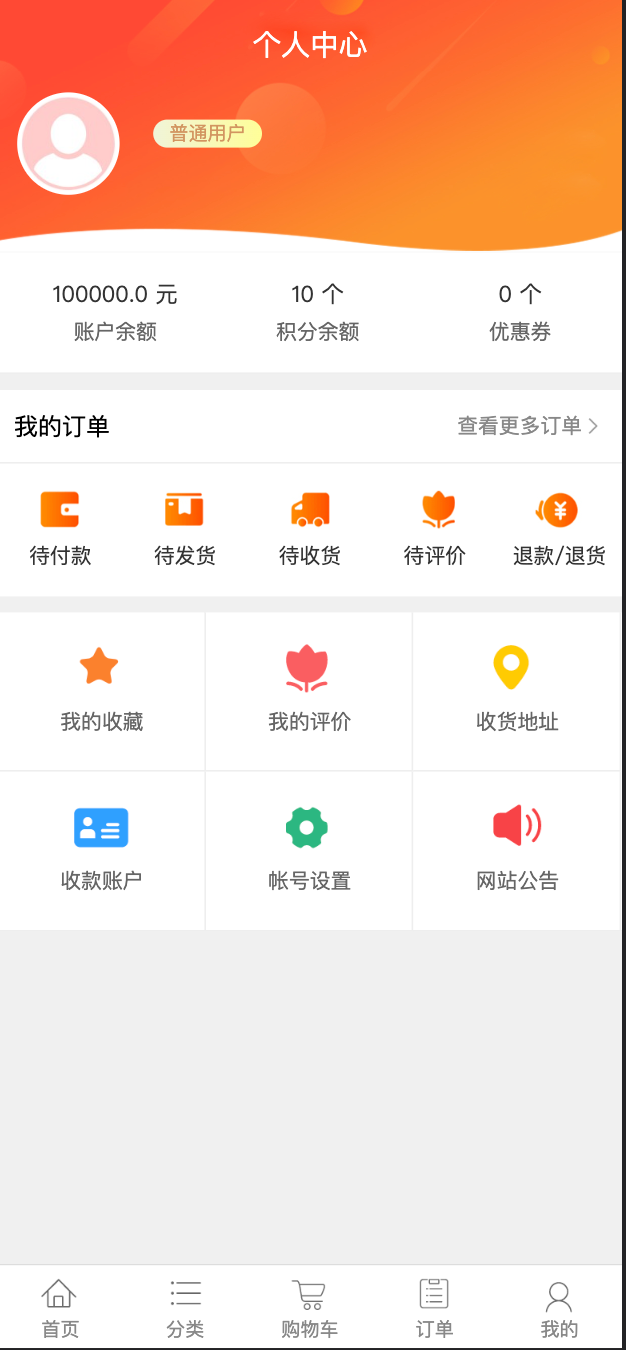 个人中心
普通用户
100000.0 元 10 个 0 个
账户余额 积分余额 优惠券
我的订单 查看更多订单
待付款 待发货 待收货 待评价 退款/退货
我的收藏 我的评价 收货地址
收款账户 帐号设置 网站公告
首页 分类 购物车 订单 我的